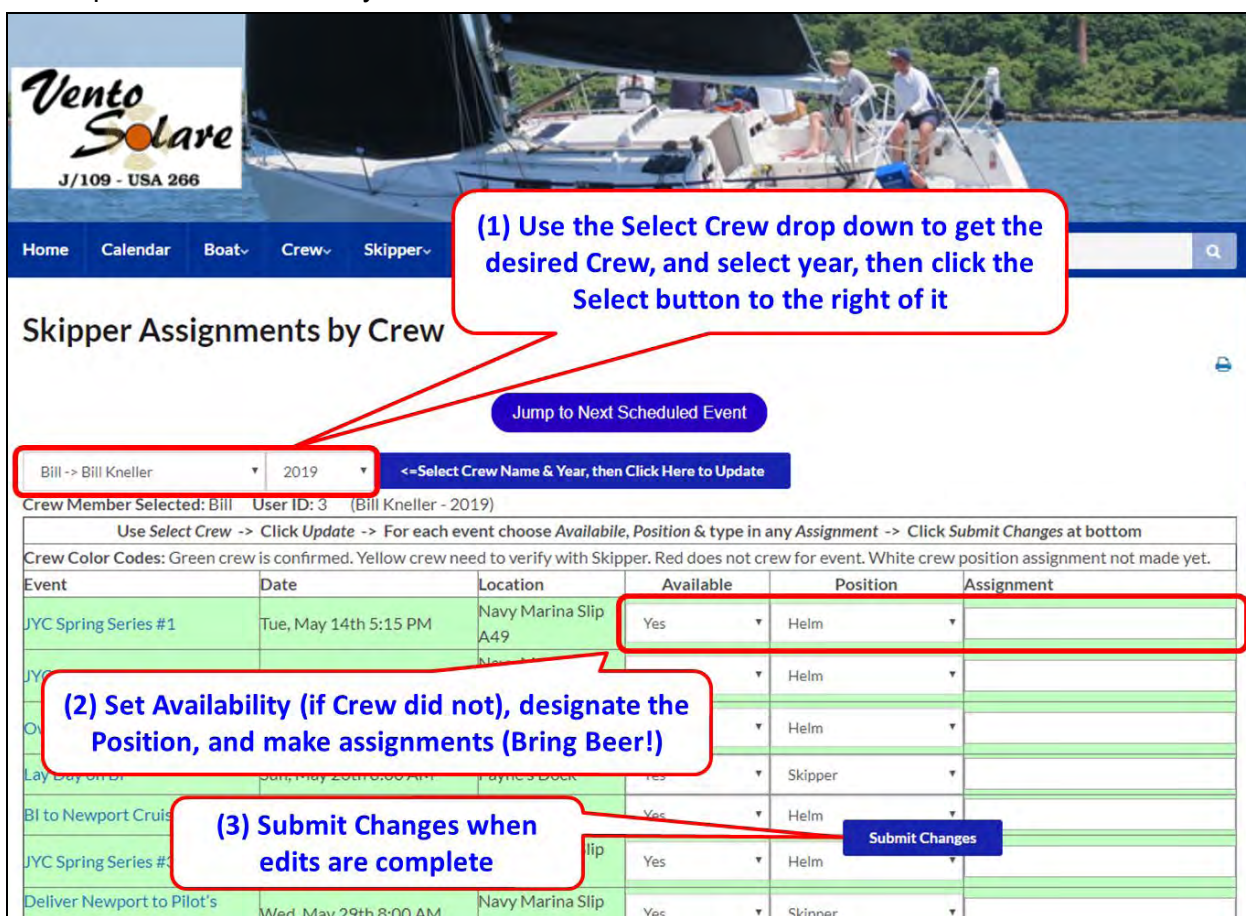 Vento
Solare
J/109 - USA 266
Home Calendar Boat Crew Skipper
(1) Use the Select Crew drop down to get the
desired Crew, and select year, then click the
Select button to the right of it
Skipper Assignments by Crew
Jump to Next Scheduled Event
Bill -> Bill Kneller 2019 <=Select Crew Name & Year, then Click Here to Update
Crew Member Selected: Bill User ID: 3 (Bill Kneller - 2019)
Use Select Crew -> Click Update -> For each event choose Availabile, Position & type in any Assignment -> Click Submit Changes at bottom
Crew Color Codes: Green crew is confirmed. Yellow crew need to verify with Skipper. Red does not crew for event. White crew position assignment not made yet.
Event Date Location Available Position Assignment
JYC Spring Series #1 Tue, May 14th 5:15 PM Navy Marina Slip A49 Yes Helm
Helm
(2) Set Availability (if Crew did not), designate the
Position, and make assignments (Bring Beer!)
Helm
Lay Day on BI Yes Skipper
BI to Newport Yes Helm
(3) Submit Changes when
edits are complete
Submit Changes
JYC Spring Series Slip Yes Helm
Deliver Newport to Pilot's Wed, May 29th 8:00 AM Navy Marina Slip Yes Skipper